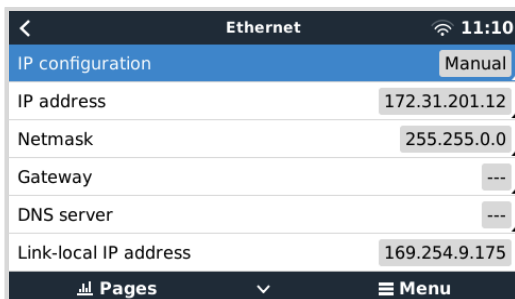 Ethernet 11:10
IP configuration Manual
IP address 172.31.201.12
Netmask 255.255.0.0
Gateway ---
DNS server ---
Link-local IP address 169.254.9.175
Pages Menu